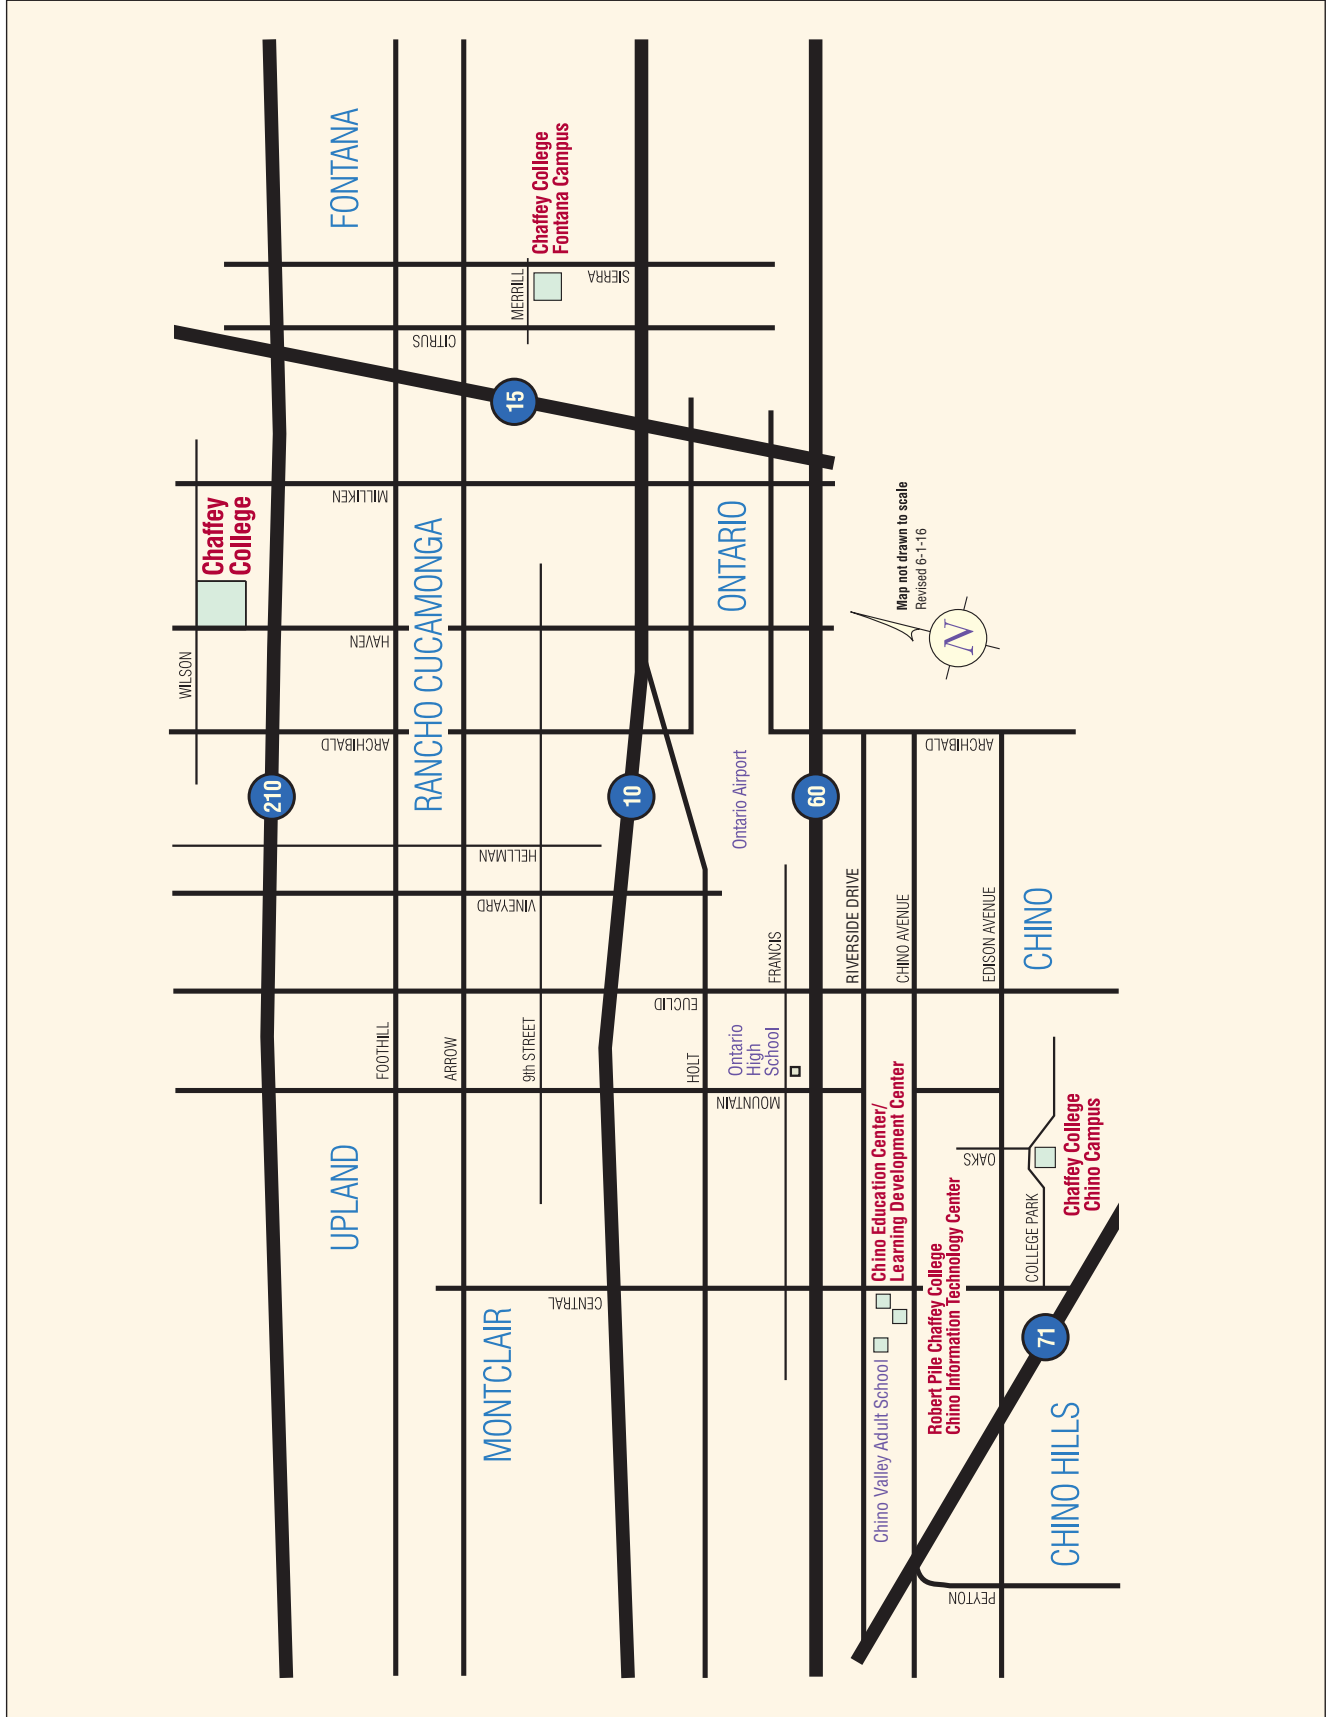 WILSON
Chaffey
College
210
FONTANA
MILLIKEN
HAVEN
ARCHIBALD
FOOTHILL
UPLAND
RANCHO CUCAMONGA
CITRUS
ARROW
MONTCLAIR
HELLMAN
VINEYARD
9th STREET
MERRILL
Chaffey College
Fontana Campus
15
SIERRA
10
CENTRAL
EUCLID
HOLT
ONTARIO
Ontario Airport
FRANCIS
Ontario
High
School
MOUNTAIN
60
RIVERSIDE DRIVE
CHINO AVENUE
ARCHIBALD
EDISON AVENUE
CHINO
Map not drawn to scale
Revised 6-1-16
N
Chino Education Center/
Learning Development Center
Chino Valley Adult School
Robert Pile Chaffey College
Chino Information Technology Center
OAKS
COLLEGE PARK
Chaffey College
Chino Campus
71
CHINO HILLS
PEYTON